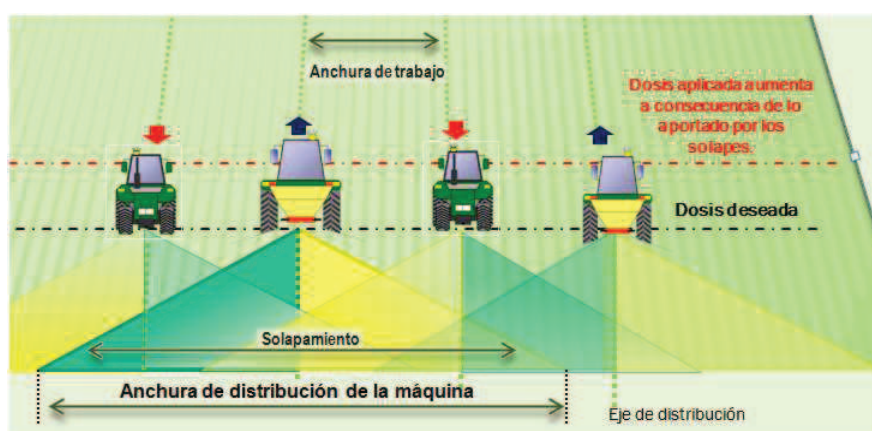 Anchura de trabajo
Dosis aplicada aumenta
a consecuencia de lo
aportado por los
solapes.
Dosis deseada
Solapamiento
Anchura de distribución de la máquina
Eje de distribución